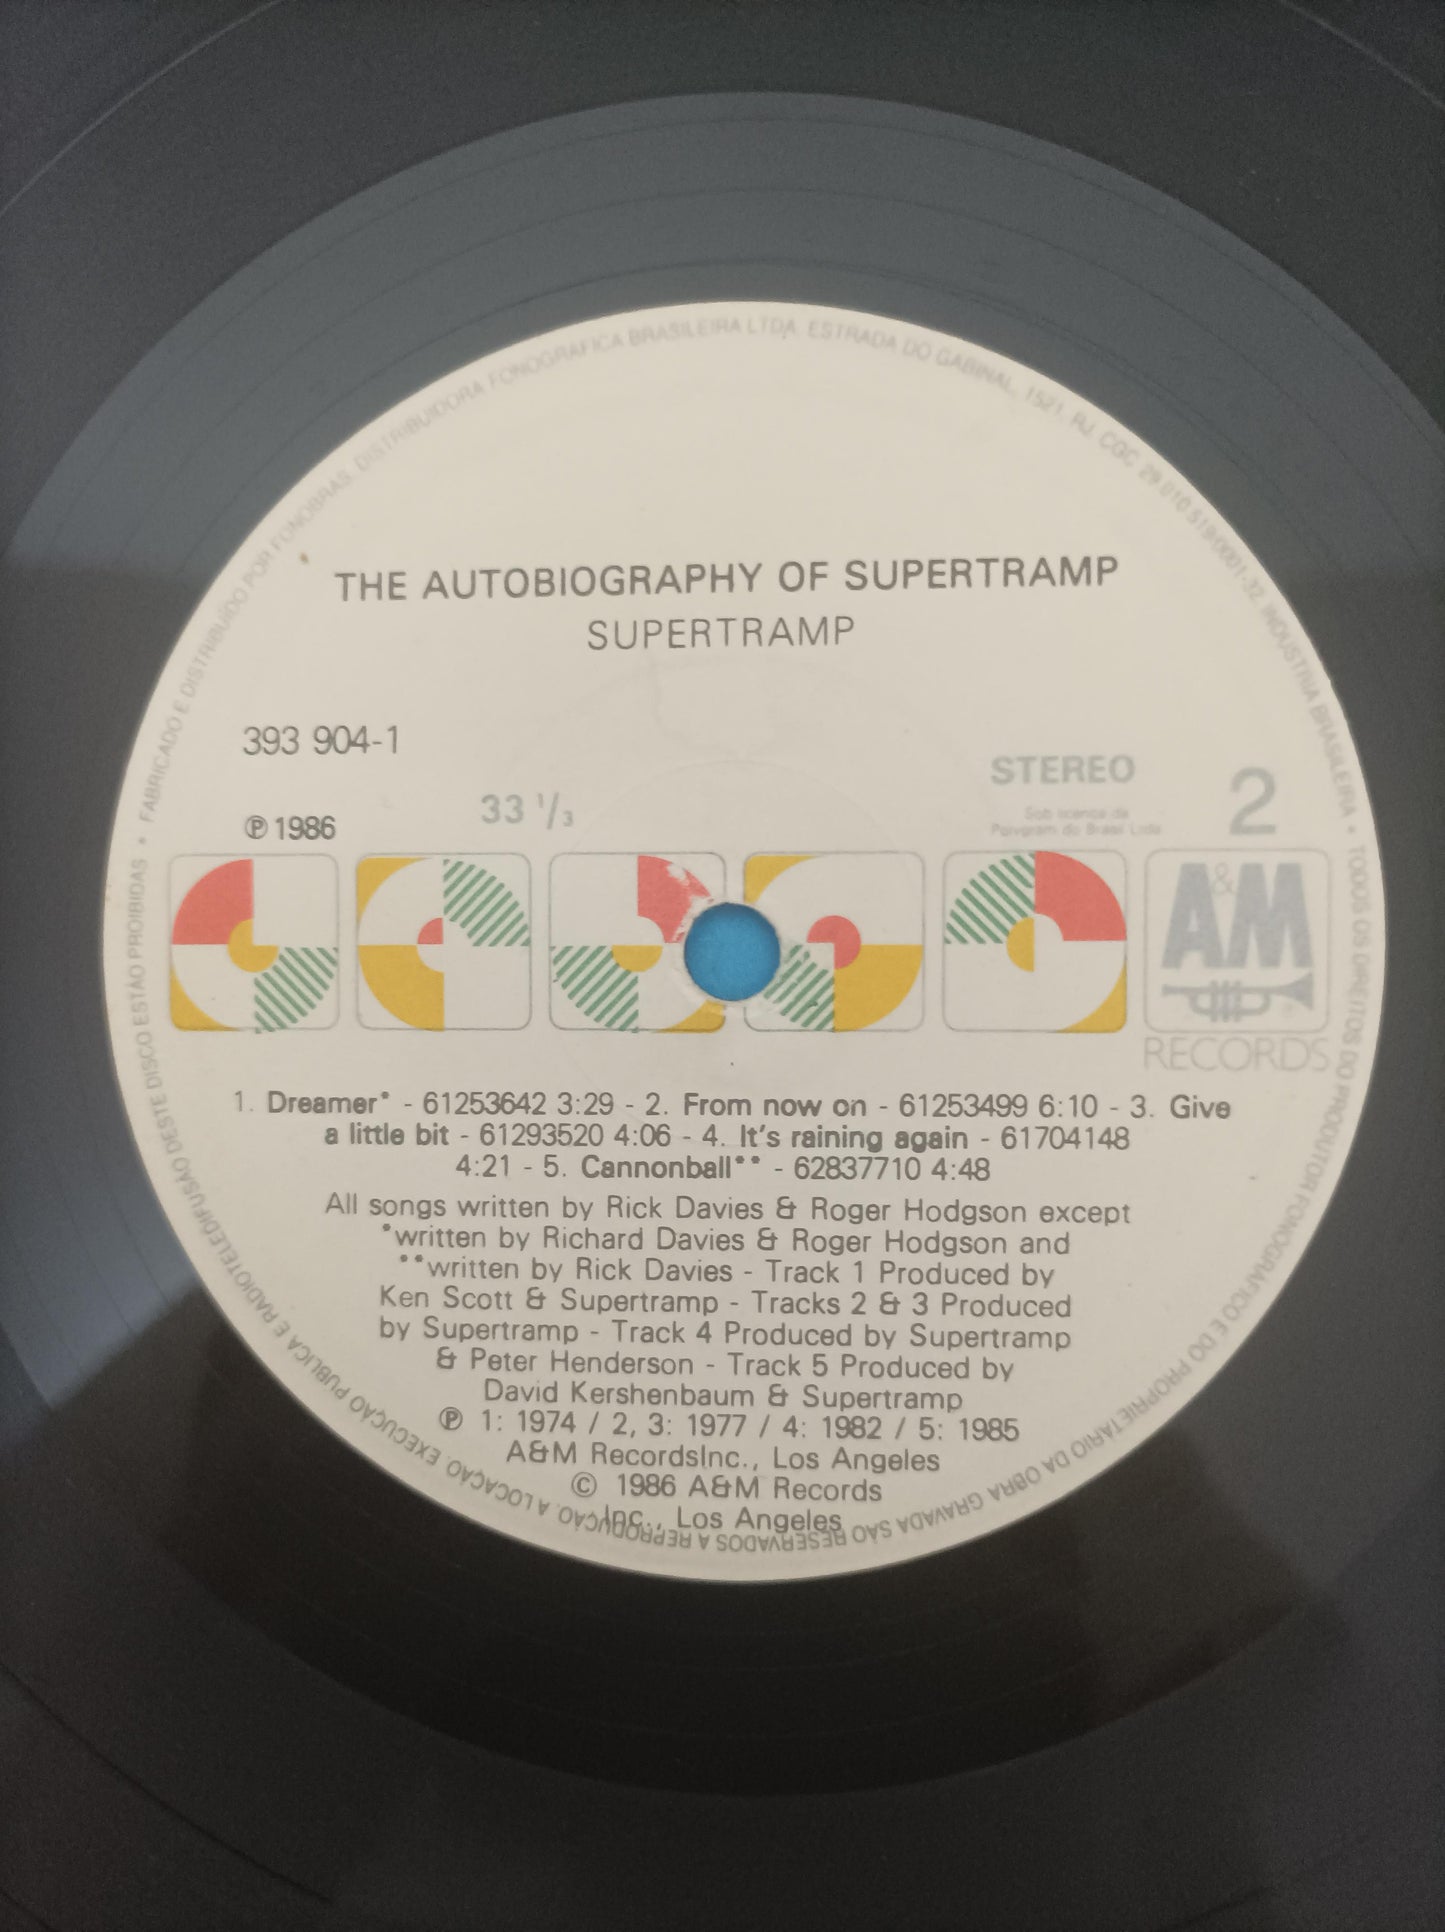 THE AUTOBIOGRAPHY OF SUPERTRAMP
SUPERTRAMP
393 904-1
STEREO
33 1/3
2
Sob licença da
Polygram do Brasil Ltda
℗ 1986
A&M
RECORDS
1. Dreamer* - 61253642 3:29 - 2. From now on - 61253499 6:10 - 3. Give
a little bit - 61293520 4:06 - 4. It's raining again - 61704148
4:21 - 5. Cannonball** - 62837710 4:48
All songs written by Rick Davies & Roger Hodgson except
*written by Richard Davies & Roger Hodgson and
**written by Rick Davies - Track 1 Produced by
Ken Scott & Supertramp - Tracks 2 & 3 Produced
by Supertramp - Track 4 Produced by Supertramp
& Peter Henderson - Track 5 Produced by
David Kershenbaum & Supertramp
℗ 1: 1974 / 2, 3: 1977 / 4: 1982 / 5: 1985
A&M RecordsInc., Los Angeles
© 1986 A&M Records
Inc., Los Angeles
• FABRICADO E DISTRIBUIDO POR FONOBRAS. DISTRIBUIDORA FONOGRAFICA BRASILEIRA LTDA. ESTRADA DO GABINAL, 1521. RJ. CGC 29.010.519/0001-32. INDUSTRIA BRASILEIRA • TODOS OS DIREITOS DO PRODUTOR FONOGRAFICO E DO PROPRIETARIO DA OBRA GRAVADA SÃO RESERVADOS A REPRODUÇÃO. A LOCAÇÃO, EXECUÇÃO PUBLICA E RADIOTELEDIFUSÃO DESTE DISCO ESTÃO PROIBIDAS